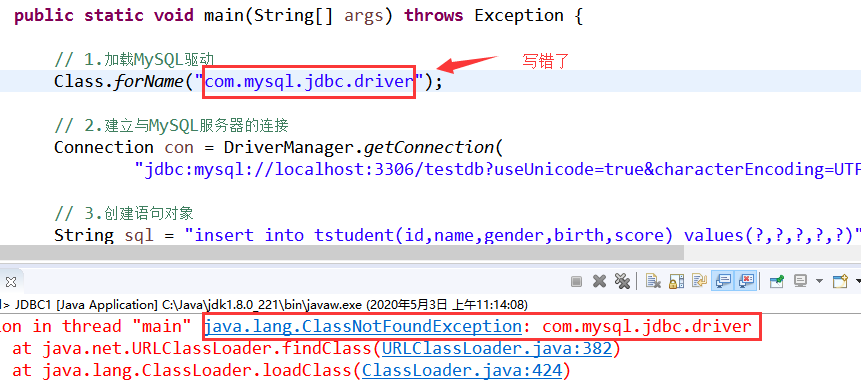 public static void main(String[] args) throws Exception {
// 1.加载MySQL驱动
写错了
Class.forName("com.mysql.jdbc.driver");
// 2.建立与MySQL服务器的连接
Connection con = DriverManager.getConnection(
"jdbc:mysql://localhost:3306/testdb?useUnicode=true&characterEncoding=UTF
// 3.创建语句对象
String sql = "insert into tstudent(id,name,gender,birth,score) values(?,?,?,?,?)"
> JDBC1 [Java Application] C:\Java\jdk1.8.0_221\bin\javaw.exe (2020年5月3日 上午11:14:08)
ion in thread "main" java.lang.ClassNotFoundException: com.mysql.jdbc.driver
at java.net.URLClassLoader.findClass(URLClassLoader.java:382)
at java.lang.ClassLoader.loadClass(ClassLoader.java:424)